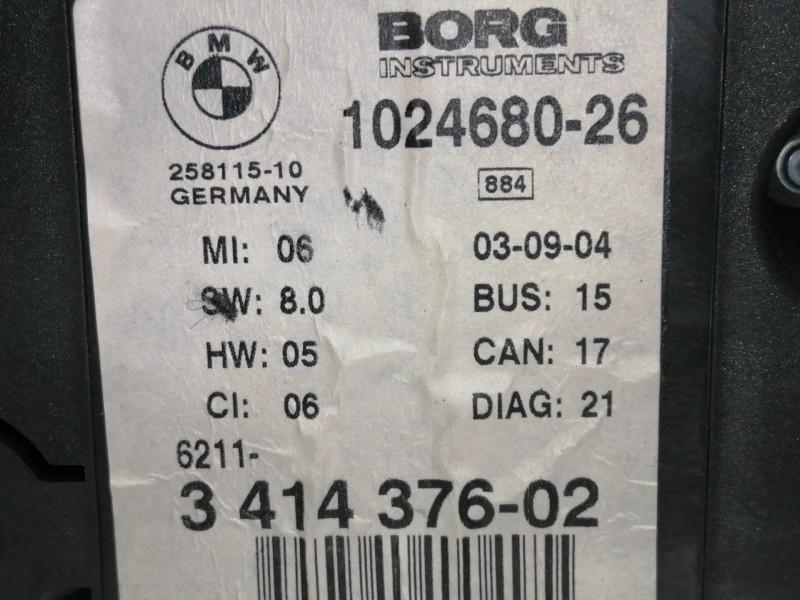 BMW
BORG
INSTRUMENTS
1024680-26
258115-10
GERMANY
884
MI: 06
03-09-04
SW: 8.0
BUS: 15
HW: 05
CAN: 17
CI: 06
DIAG: 21
6211-
3 414 376-02